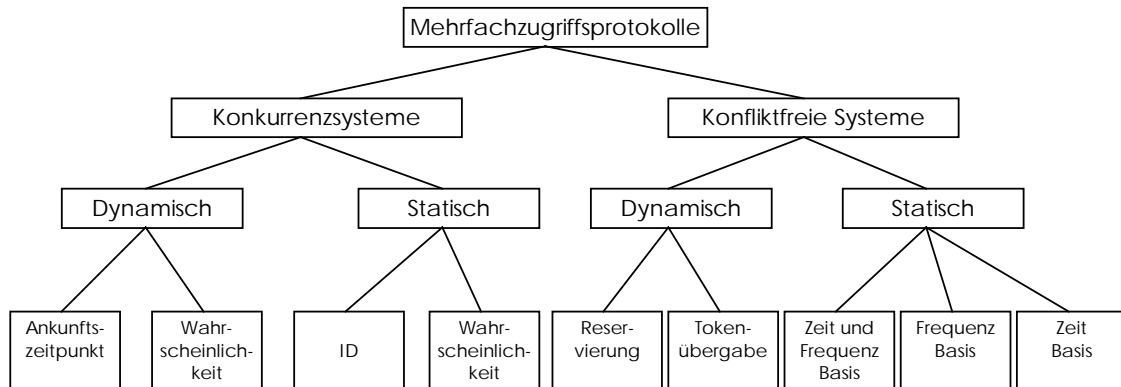 Mehrfachzugriffsprotokolle
Konkurrenzsysteme
Konfliktfreie Systeme
Dynamisch
Statisch
Dynamisch
Statisch
Ankunfts-
zeitpunkt
Wahr-
scheinlich-
keit
ID
Wahr-
scheinlich-
keit
Reser-
vierung
Token-
übergabe
Zeit und
Frequenz
Basis
Frequenz
Basis
Zeit
Basis